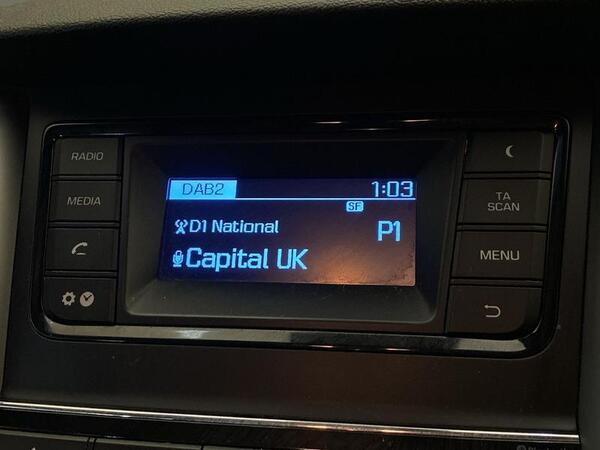 RADIO
MEDIA
DAB2
1:03
SF
D1 National
P1
Capital UK
TA
SCAN
MENU